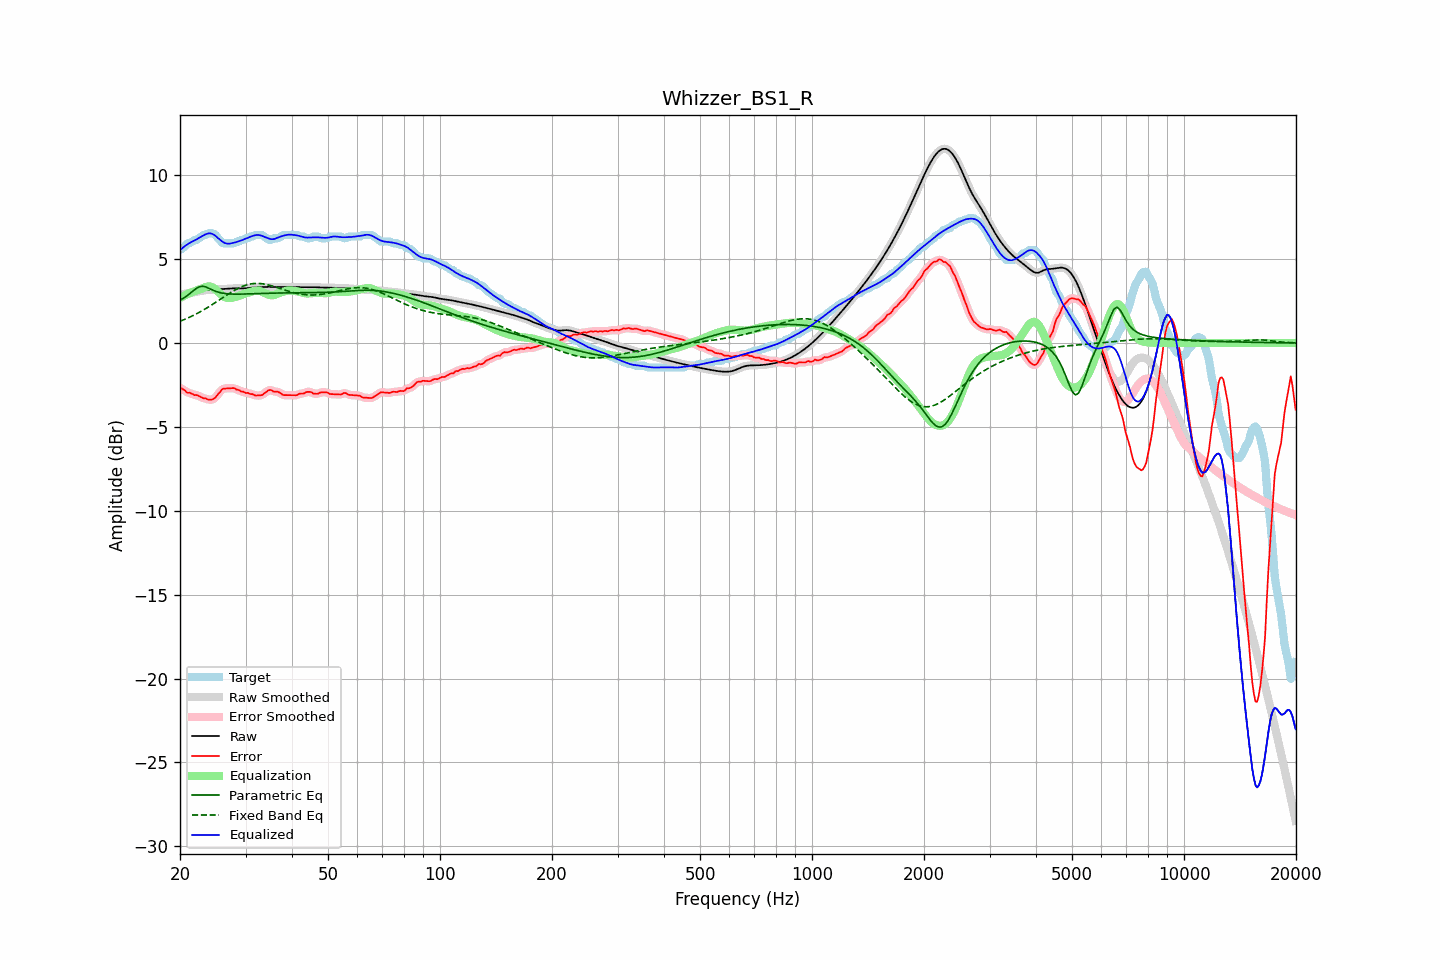 Whizzer_BS1_R
Amplitude (dBr)
10
5
0
−5
−10
−15
−20
−25
−30
Target
Raw Smoothed
Error Smoothed
Raw
Error
Equalization
Parametric Eq
Fixed Band Eq
Equalized
20 50 100 200 500 1000 2000 5000 10000 20000
Frequency (Hz)